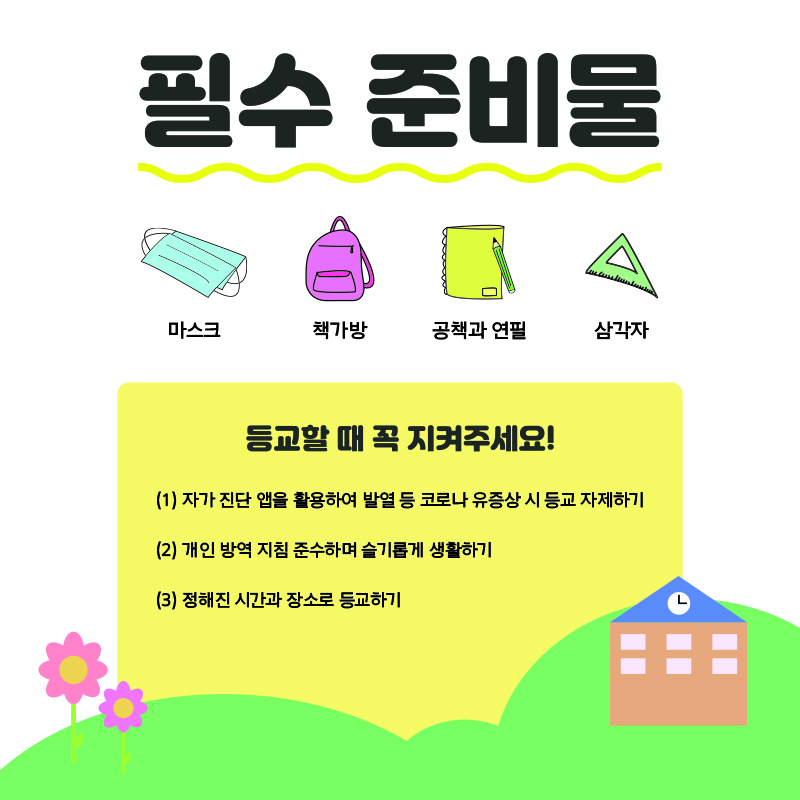 필수 준비물
마스크
책가방
공책과 연필
삼각자
등교할 때 꼭 지켜주세요!
(1) 자가 진단 앱을 활용하여 발열 등 코로나 유증상 시 등교 자제하기
(2) 개인 방역 지침 준수하며 슬기롭게 생활하기
(3) 정해진 시간과 장소로 등교하기